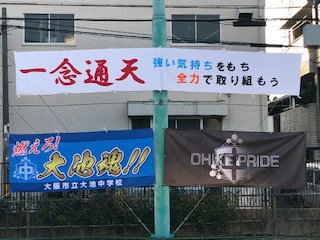 一念通天
強い気持ちをもち
全力で取り組もう
燃えろ!
大池魂!!
中
大阪市立大池中学校
OHIKE PRIDE